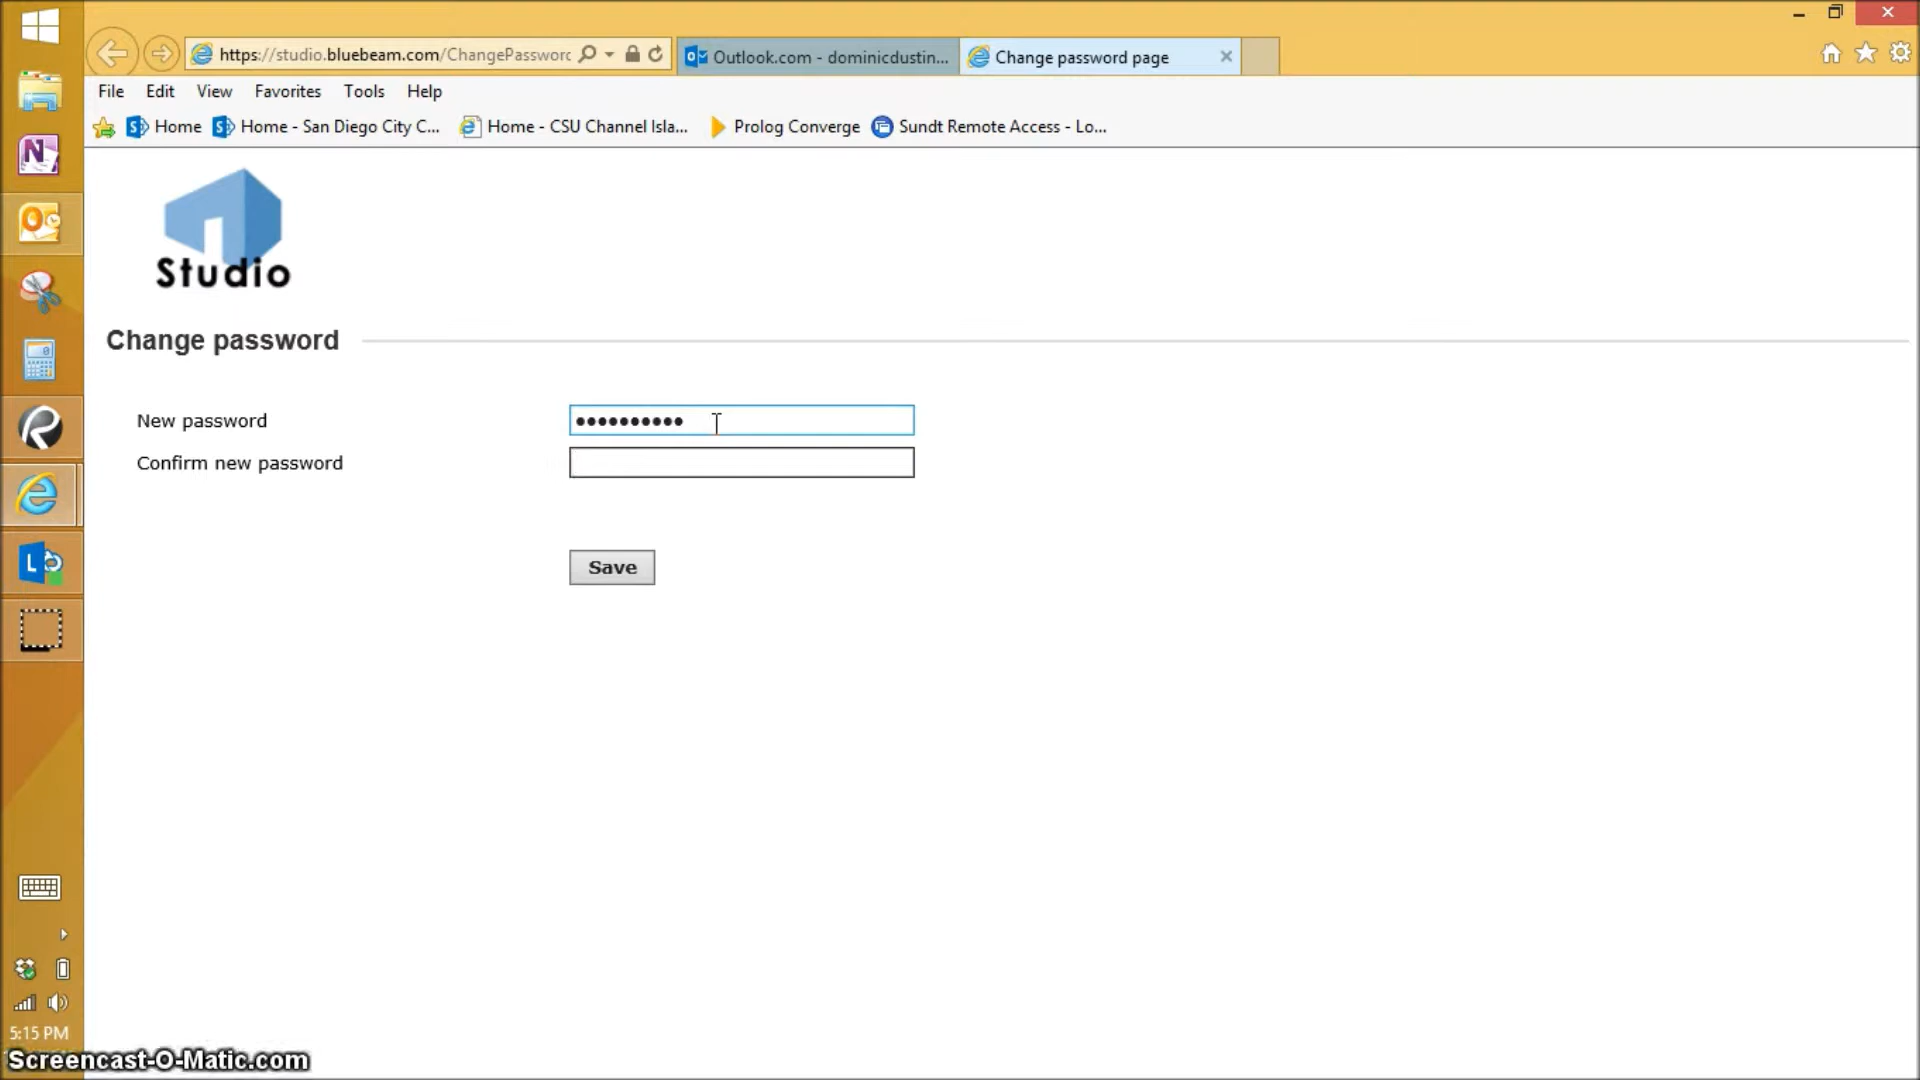 https://studio.bluebeam.com/ChangePassword
Outlook.com - dominicdustin...
Change password page
File Edit View Favorites Tools Help
Home
Home - San Diego City C...
Home - CSU Channel Isla...
Prolog Converge
Sundt Remote Access - Lo...
Studio
Change password
New password ••••••••••
Confirm new password
Save
5:15 PM
Screencast-O-Matic.com